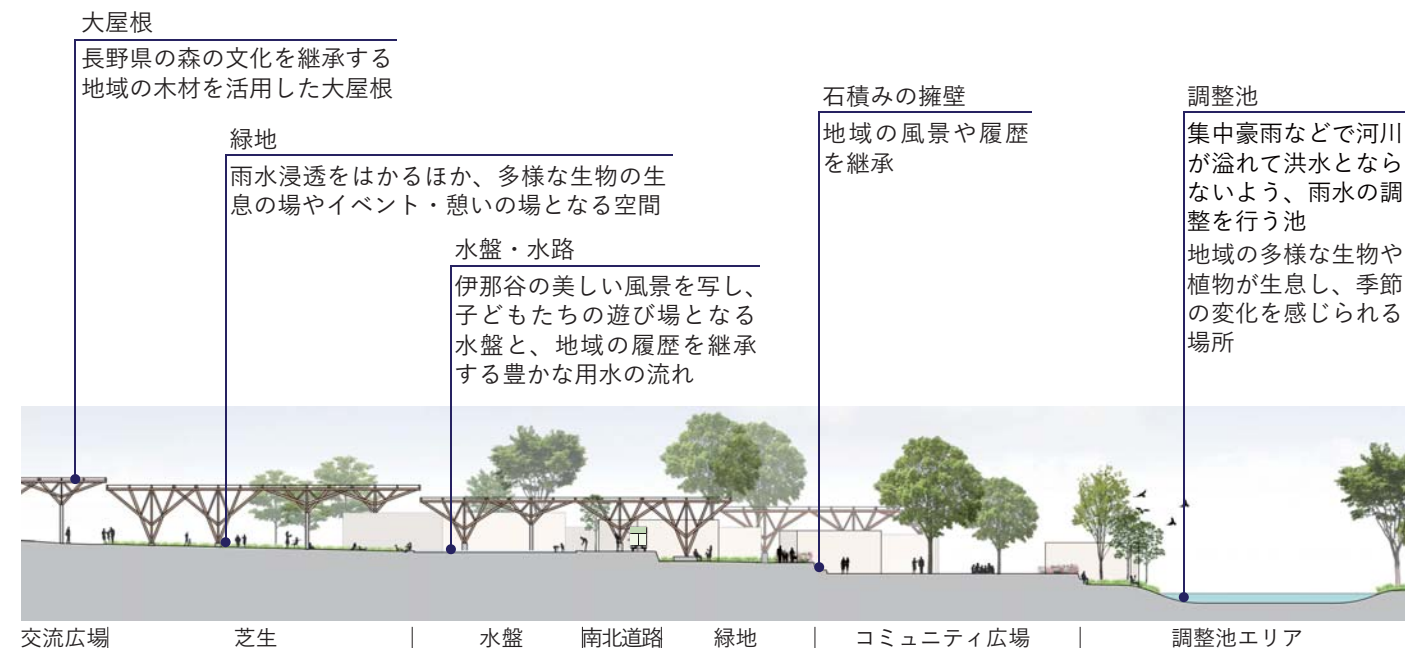 大屋根
長野県の森の文化を継承する
地域の木材を活用した大屋根
緑地
雨水浸透をはかるほか、多様な生物の生
息の場やイベント・憩いの場となる空間
水盤・水路
伊那谷の美しい風景を写し、
子どもたちの遊び場となる
水盤と、地域の履歴を継承
する豊かな用水の流れ
石積みの擁壁
地域の風景や履歴
を継承
調整池
集中豪雨などで河川
が溢れて洪水となら
ないよう、雨水の調
整を行う池
地域の多様な生物や
植物が生息し、季節
の変化を感じられる
場所
交流広場
芝生
水盤
南北道路
緑地
コミュニティ広場
調整池エリア